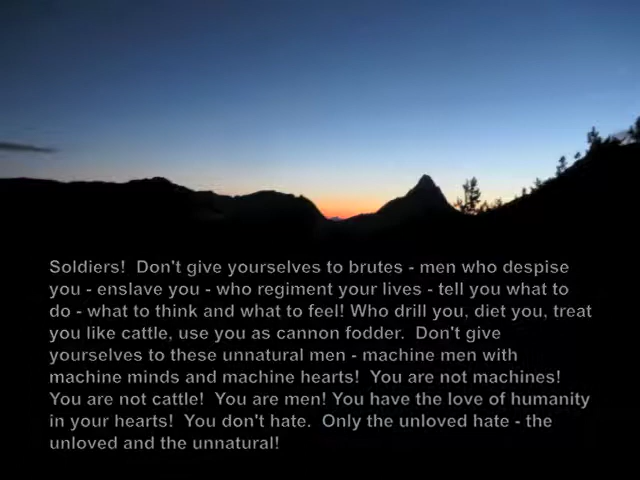 Soldiers!  Don't give yourselves to brutes - men who despise
you - enslave you - who regiment your lives - tell you what to
do - what to think and what to feel! Who drill you, diet you, treat
you like cattle, use you as cannon fodder.  Don't give
yourselves to these unnatural men - machine men with
machine minds and machine hearts!  You are not machines!
You are not cattle!  You are men! You have the love of humanity
in your hearts!  You don't hate.  Only the unloved hate - the
unloved and the unnatural!